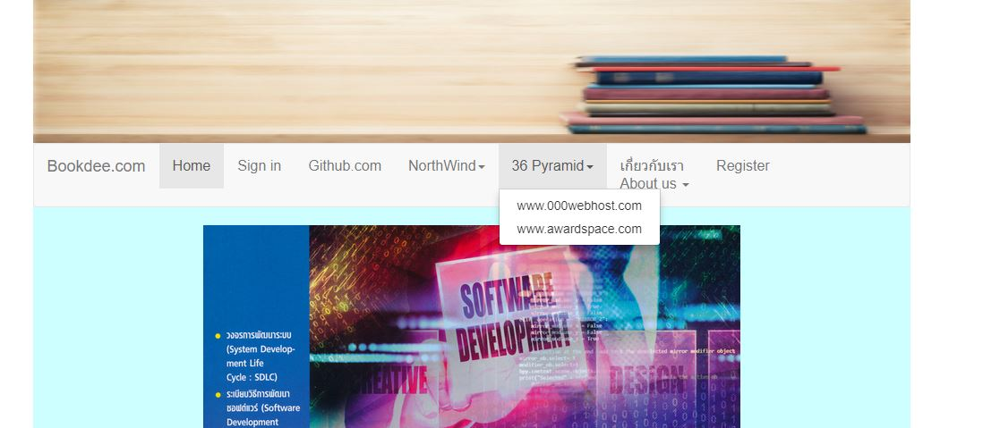 Bookdee.com Home Sign in Github.com NorthWind 36 Pyramid เกี่ยวกับเรา Register
About us
www.000webhost.com
www.awardspace.com
SOFTWARE
DEVELOPMENT
CREATIVE
DESIGN
วงจรการพัฒนาระบบ
(System Develop-
ment Life
Cycle : SDLC)
ระเบียบวิธีการพัฒนา
ซอฟต์แวร์ (Software
Development